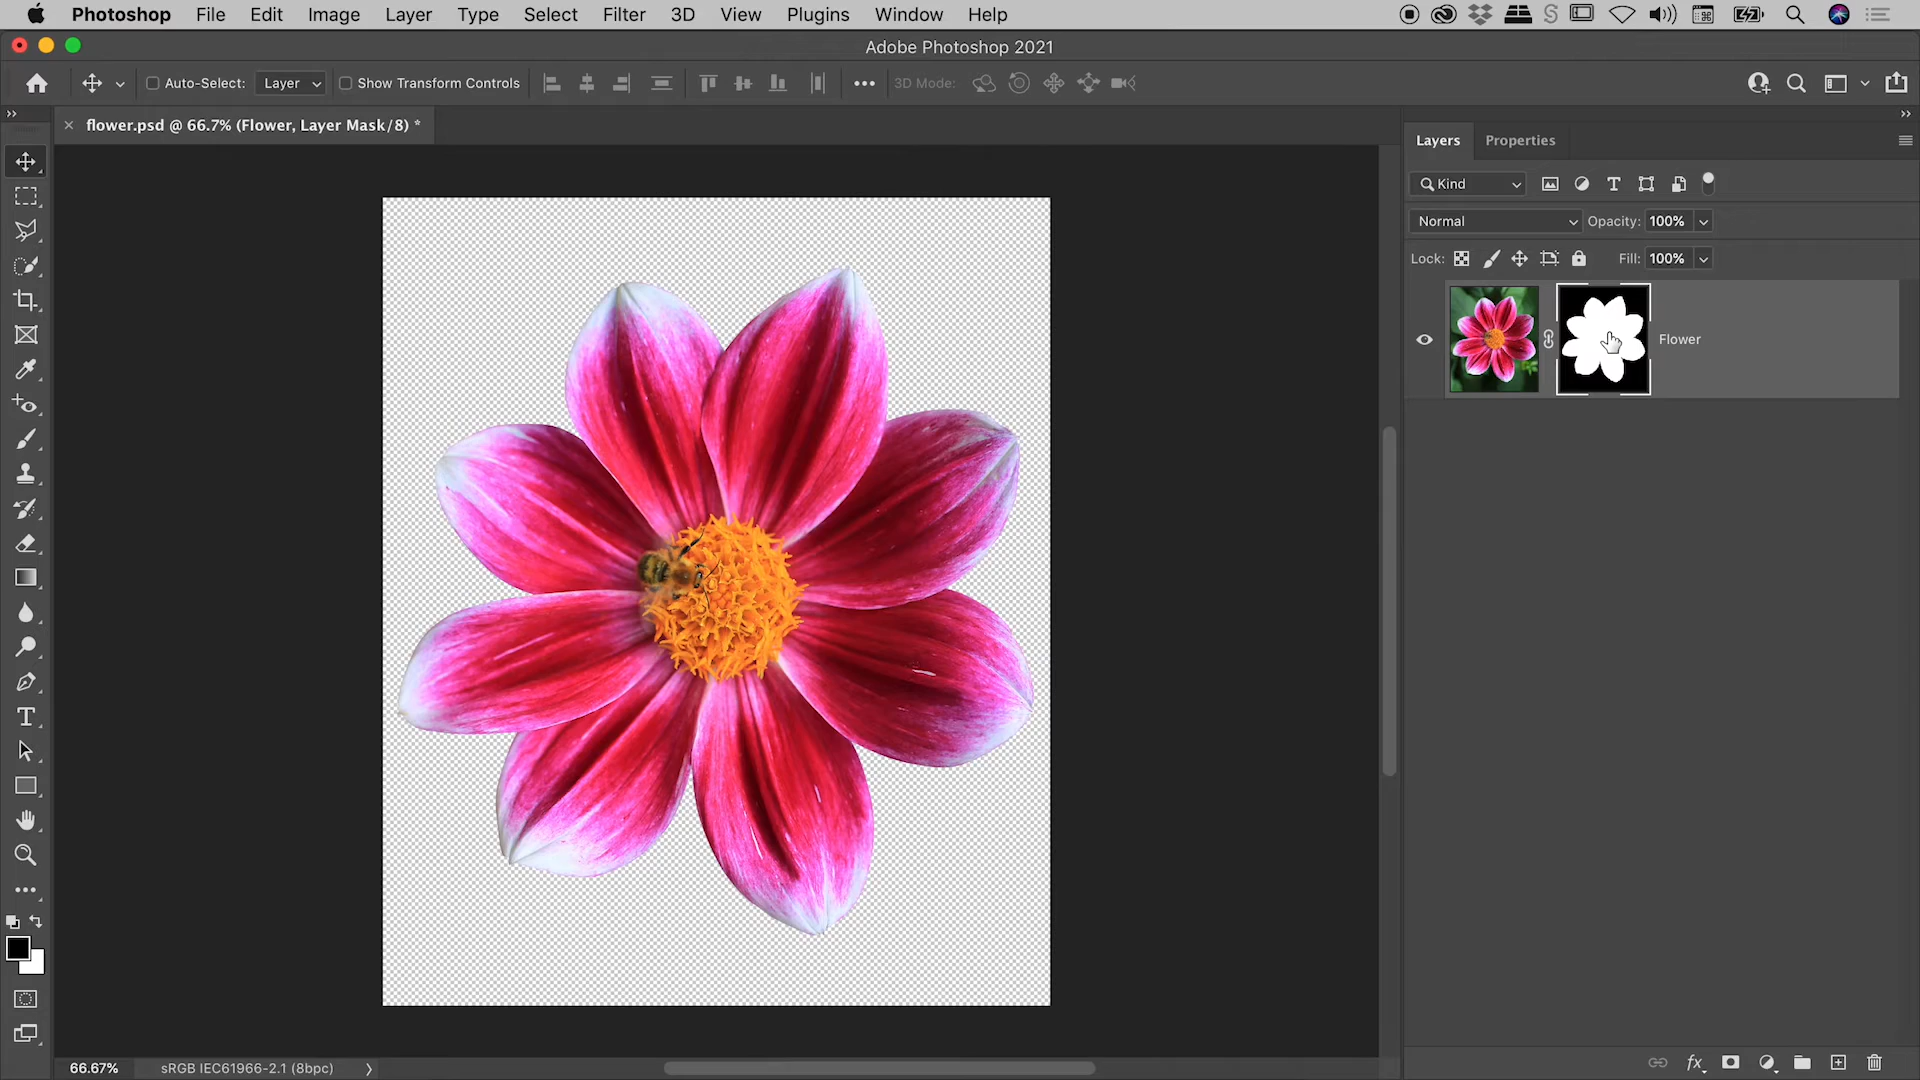 Photoshop File Edit Image Layer Type Select Filter 3D View Plugins Window Help
Adobe Photoshop 2021
Auto-Select: Layer Show Transform Controls 3D Mode:
flower.psd @ 66.7% (Flower, Layer Mask/8) *
Layers Properties
Kind
Normal Opacity: 100%
Lock: Fill: 100%
Flower
66.67% sRGB IEC61966-2.1 (8bpc)
fx